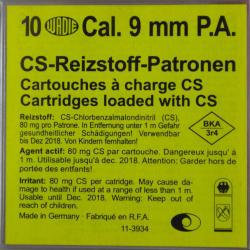 10 WADIE Cal. 9 mm P.A.
CS-Reizstoff-Patronen
Cartouches à charge CS
Cartridges loaded with CS
Reizstoff: CS-Chlorbenzalmalonditnitril (CS),
80 mg pro Patrone. In Entfernung unter 1 m Gefahr
gesundheitlicher Schädigungen! Verwendbar
bis Dez. 2018. Von Kindern fernhalten!
BKA
3r4
Agent actif: 80 mg CS par cartouche. Dangereux jusqu' à
1 m. Utilisable jusqu'à dec. 2018. Attention: Garder hors de
portée des enfants!
Irritant: 80 mg CS per catridge. May cause da-
mage to health if used at a range of less than 1 m.
Usable until Dec. 2018. Warning: Keep out of
reach of children.
Made in Germany - Fabriqué en R.F.A.
11-3934